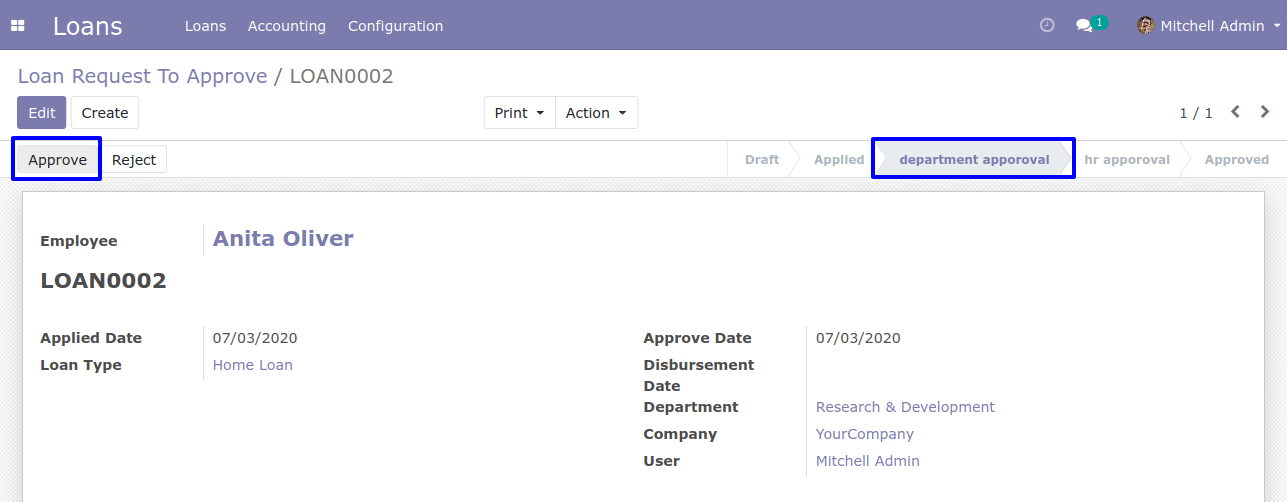 Loans Loans Accounting Configuration 1 Mitchell Admin
Loan Request To Approve / LOAN0002
Edit Create Print Action 1 / 1
Approve Reject Draft Applied department apporoval hr apporoval Approved
Employee Anita Oliver
LOAN0002
Applied Date 07/03/2020 Approve Date 07/03/2020
Loan Type Home Loan Disbursement
Date
Department Research & Development
Company YourCompany
User Mitchell Admin